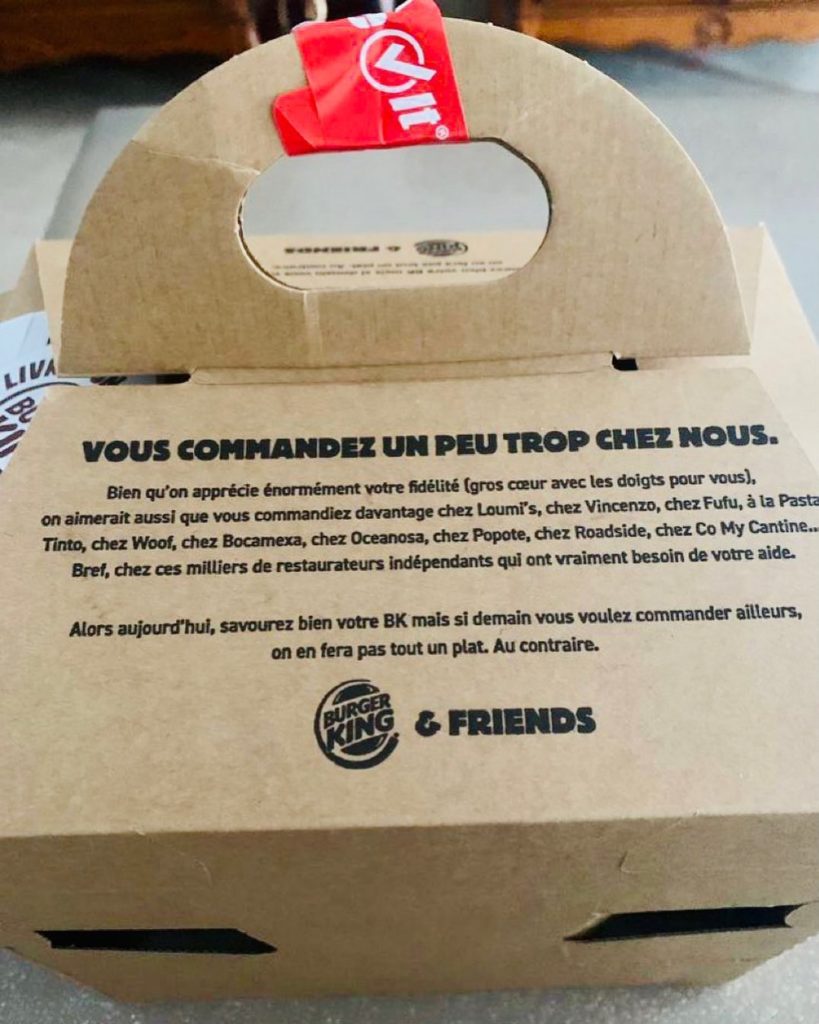 It®
LIVR
& FRIENDS
VOUS COMMANDEZ UN PEU TROP CHEZ NOUS.
Bien qu'on apprécie énormément votre fidélité (gros cœur avec les doigts pour vous),
on aimerait aussi que vous commandiez davantage chez Loumi's, chez Vincenzo, chez Fufu, à la Pasta
Tinto, chez Woof, chez Bocamexa, chez Oceanosa, chez Popote, chez Roadside, chez Co My Cantine...
Bref, chez ces milliers de restaurateurs indépendants qui ont vraiment besoin de votre aide.
Alors aujourd'hui, savourez bien votre BK mais si demain vous voulez commander ailleurs,
on en fera pas tout un plat. Au contraire.
BURGER
KING
& FRIENDS